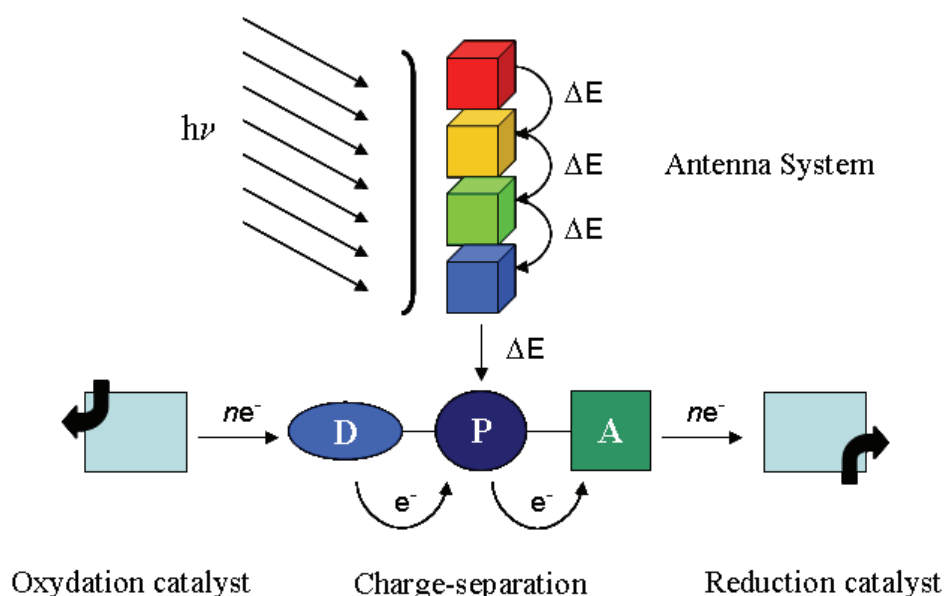 ΔE
hν
ΔE
Antenna System
ΔE
ΔE
ne⁻
D
P
A
ne⁻
e⁻
e⁻
Oxydation catalyst
Charge-separation
Reduction catalyst